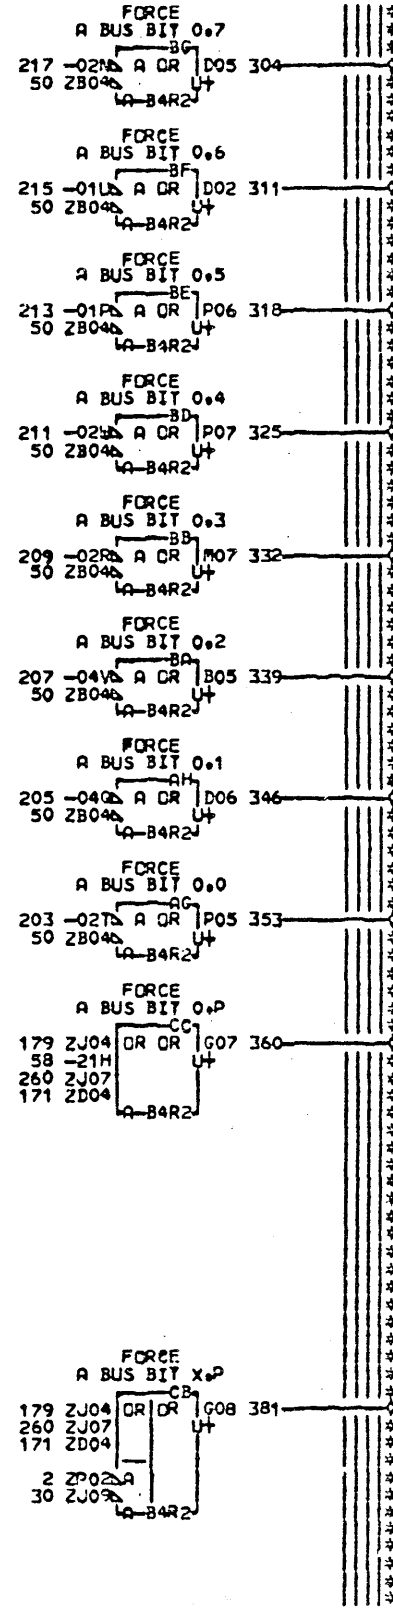 FORCE
A BUS BIT 0.7
BG
217 -02N A OR D05 304
50 ZB04 U+
A-B4R2
FORCE
A BUS BIT 0.6
BF
215 -01U A OR D02 311
50 ZB04 U+
A-B4R2
FORCE
A BUS BIT 0.5
BE
213 -01P A OR P06 318
50 ZB04 U+
A-B4R2
FORCE
A BUS BIT 0.4
BD
211 A OR P07 325
50 ZB04 U+
A-B4R2
FORCE
A BUS BIT 0.3
BB
209 -02R A OR M07 332
50 ZB04 U+
A-B4R2
FORCE
A BUS BIT 0.2
BA
207 -04V A OR B05 339
50 ZB04 U+
A-B4R2
FORCE
A BUS BIT 0.1
AH
205 A OR D06 346
50 ZB04 U+
A-B4R2
FORCE
A BUS BIT 0.0
AG
203 -02T A OR P05 353
50 ZB04 U+
A-B4R2
FORCE
A BUS BIT 0.P
CC
179 ZJ04 OR OR G07 360
58 -21H U+
260 ZJ07
171 ZD04
A-B4R2
FORCE
A BUS BIT X.P
CB
179 ZJ04 OR OR G08 381
260 ZJ07 U+
171 ZD04
2 ZP02 A
30 ZJ09
A-B4R2